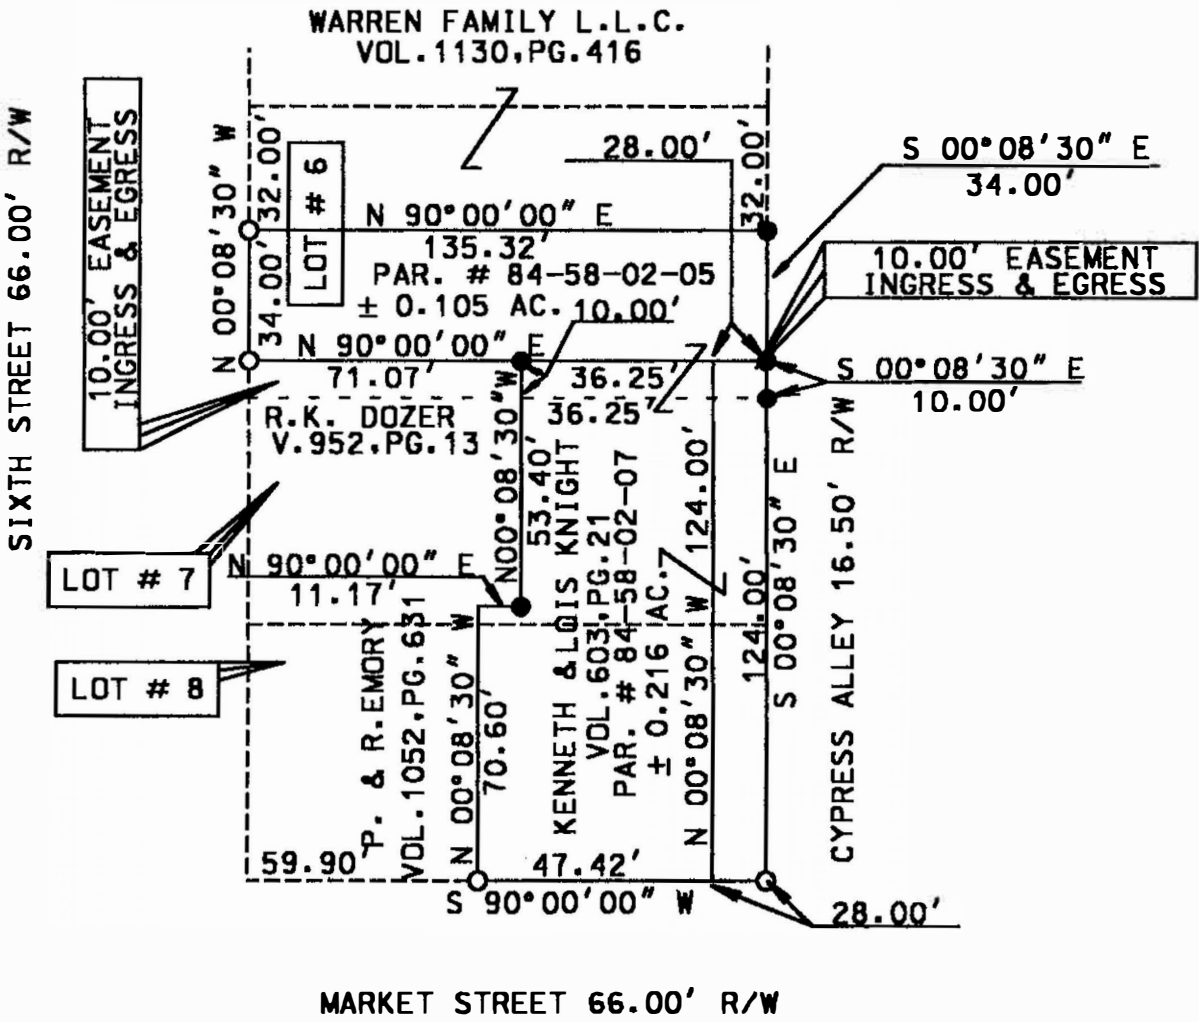 WARREN FAMILY L.L.C.
VOL.1130,PG.416
SIXTH STREET 66.00' R/W
10.00' EASEMENT
INGRESS & EGRESS
N 00°08'30" W
32.00'
34.00'
LOT # 6
28.00'
32.00'
S 00°08'30" E
34.00'
N 90°00'00" E
135.32'
PAR. # 84-58-02-05
± 0.105 AC.
10.00'
10.00' EASEMENT
INGRESS & EGRESS
N 90°00'00" E
71.07'
36.25'
36.25'
S 00°08'30" E
10.00'
R.K. DOZER
V.952,PG.13
N00°08'30"W
53.40'
LOT # 7
N 90°00'00" E
11.17'
LOT # 8
P. & R.EMORY
VOL.1052,PG.631
N 00°08'30" W
70.60'
KENNETH & LOIS KNIGHT
VOL.603,PG.21
PAR. # 84-58-02-07
± 0.216 AC.
N 00°08'30" W 124.00'
124.00'
S 00°08'30" E
CYPRESS ALLEY 16.50' R/W
59.90'
47.42'
S 90°00'00" W
28.00'
MARKET STREET 66.00' R/W